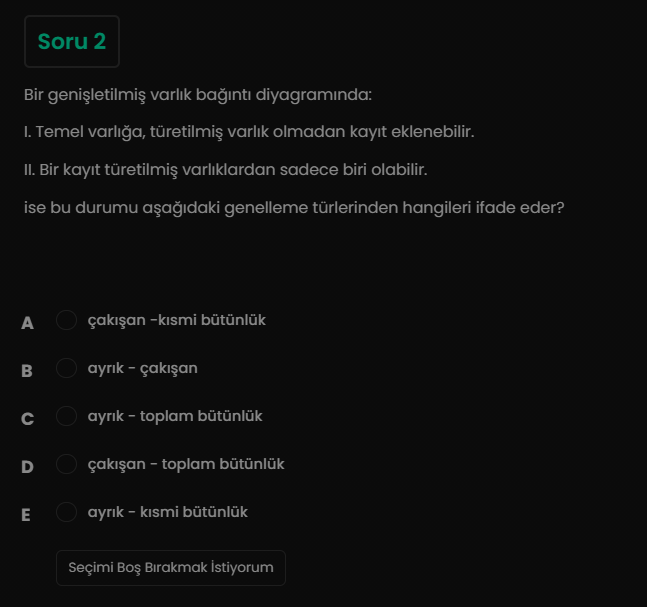 Soru 2
Bir genişletilmiş varlık bağıntı diyagramında:
I. Temel varlığa, türetilmiş varlık olmadan kayıt eklenebilir.
II. Bir kayıt türetilmiş varlıklardan sadece biri olabilir.
ise bu durumu aşağıdaki genelleme türlerinden hangileri ifade eder?
A çakışan -kısmi bütünlük
B ayrık - çakışan
C ayrık - toplam bütünlük
D çakışan - toplam bütünlük
E ayrık - kısmi bütünlük
Seçimi Boş Bırakmak İstiyorum